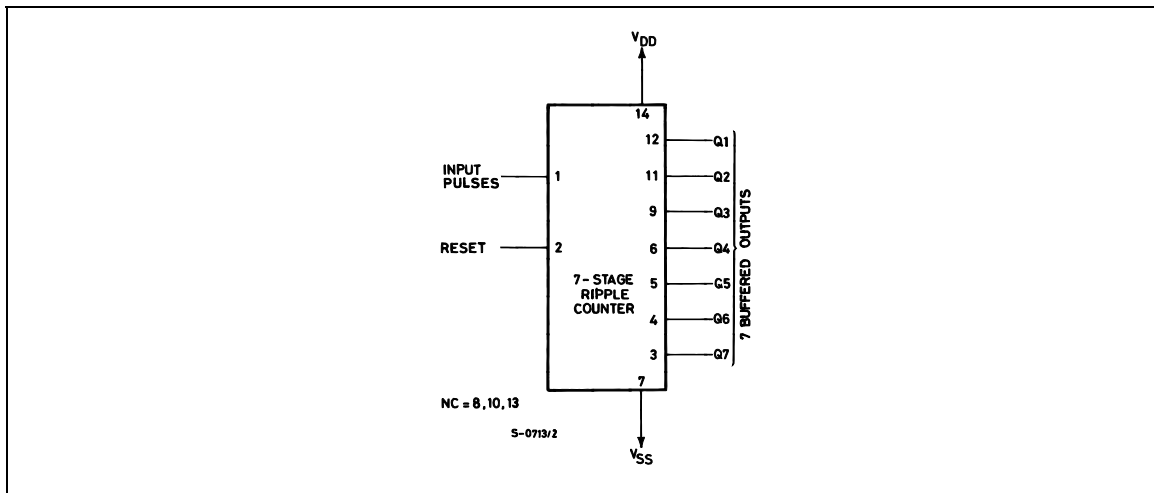 VDD
14
12 Q1
INPUT
PULSES 1
11 Q2
9 Q3
RESET 2
6 Q4
5 Q5
4 Q6
3 Q7
7-STAGE
RIPPLE
COUNTER
7 BUFFERED OUTPUTS
7
NC = 8,10,13
S-0713/2
VSS